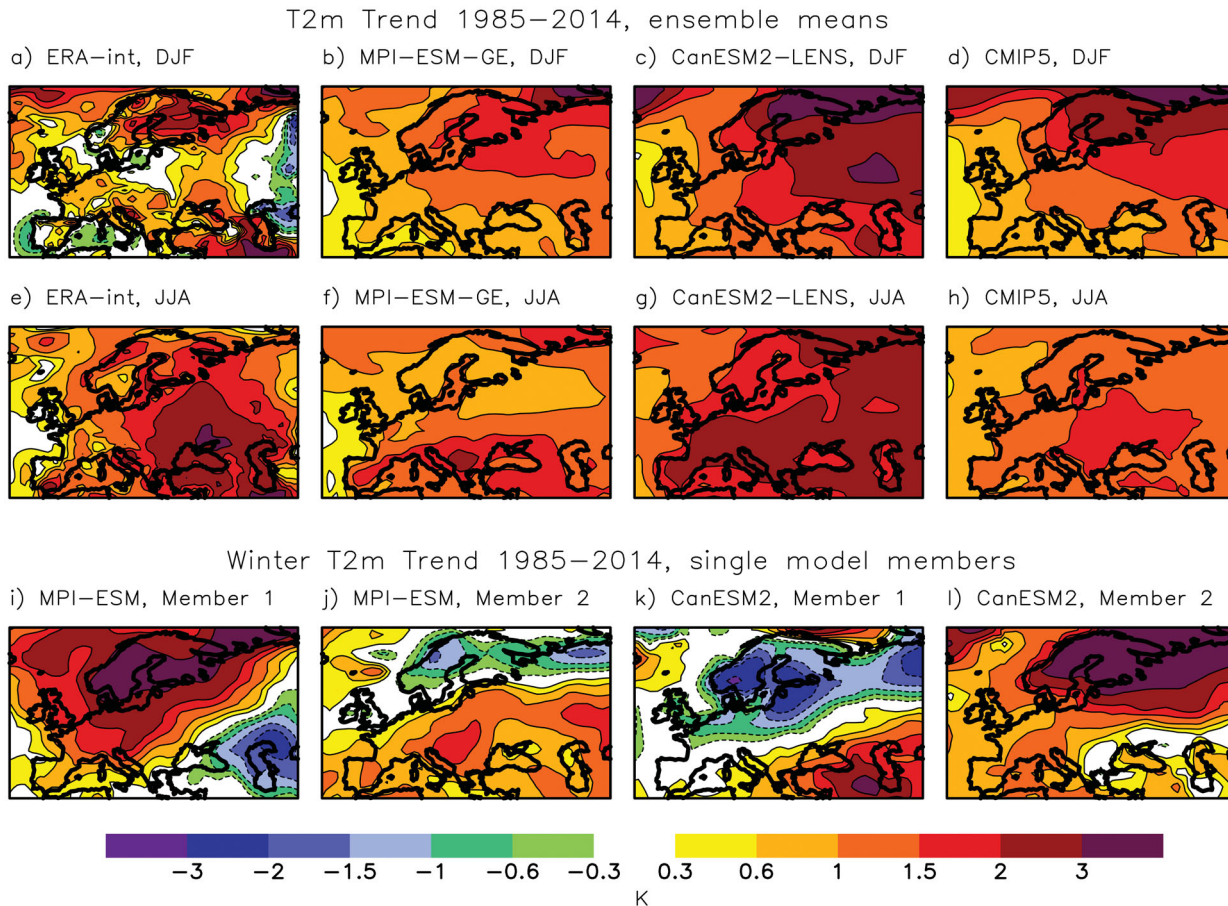 T2m Trend 1985−2014, ensemble means
a) ERA−int, DJF b) MPI−ESM−GE, DJF c) CanESM2−LENS, DJF d) CMIP5, DJF
e) ERA−int, JJA f) MPI−ESM−GE, JJA g) CanESM2−LENS, JJA h) CMIP5, JJA
Winter T2m Trend 1985−2014, single model members
i) MPI−ESM, Member 1 j) MPI−ESM, Member 2 k) CanESM2, Member 1 l) CanESM2, Member 2
−3 −2 −1.5 −1 −0.6 −0.3 0.3 0.6 1 1.5 2 3
K